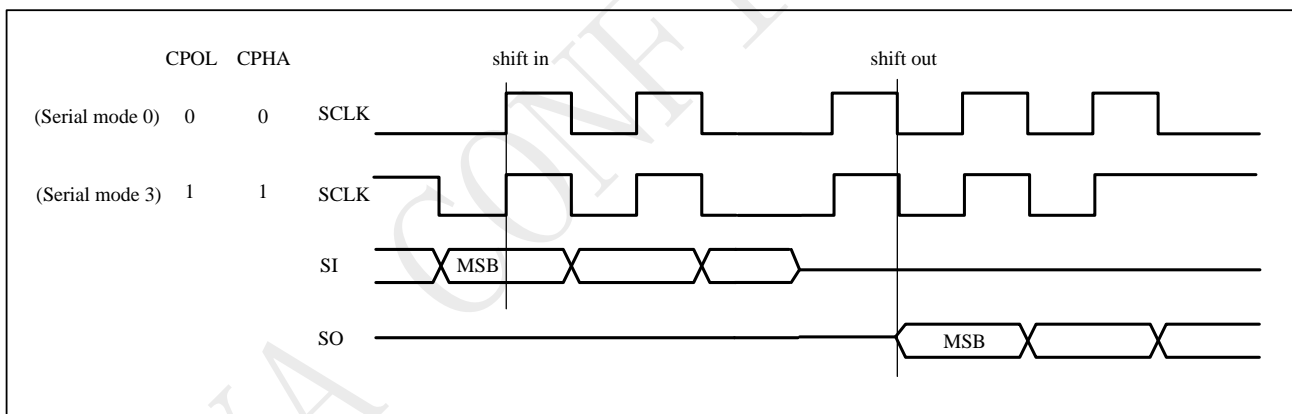 CPOL CPHA shift in shift out
(Serial mode 0) 0 0 SCLK
(Serial mode 3) 1 1 SCLK
SI MSB
SO MSB